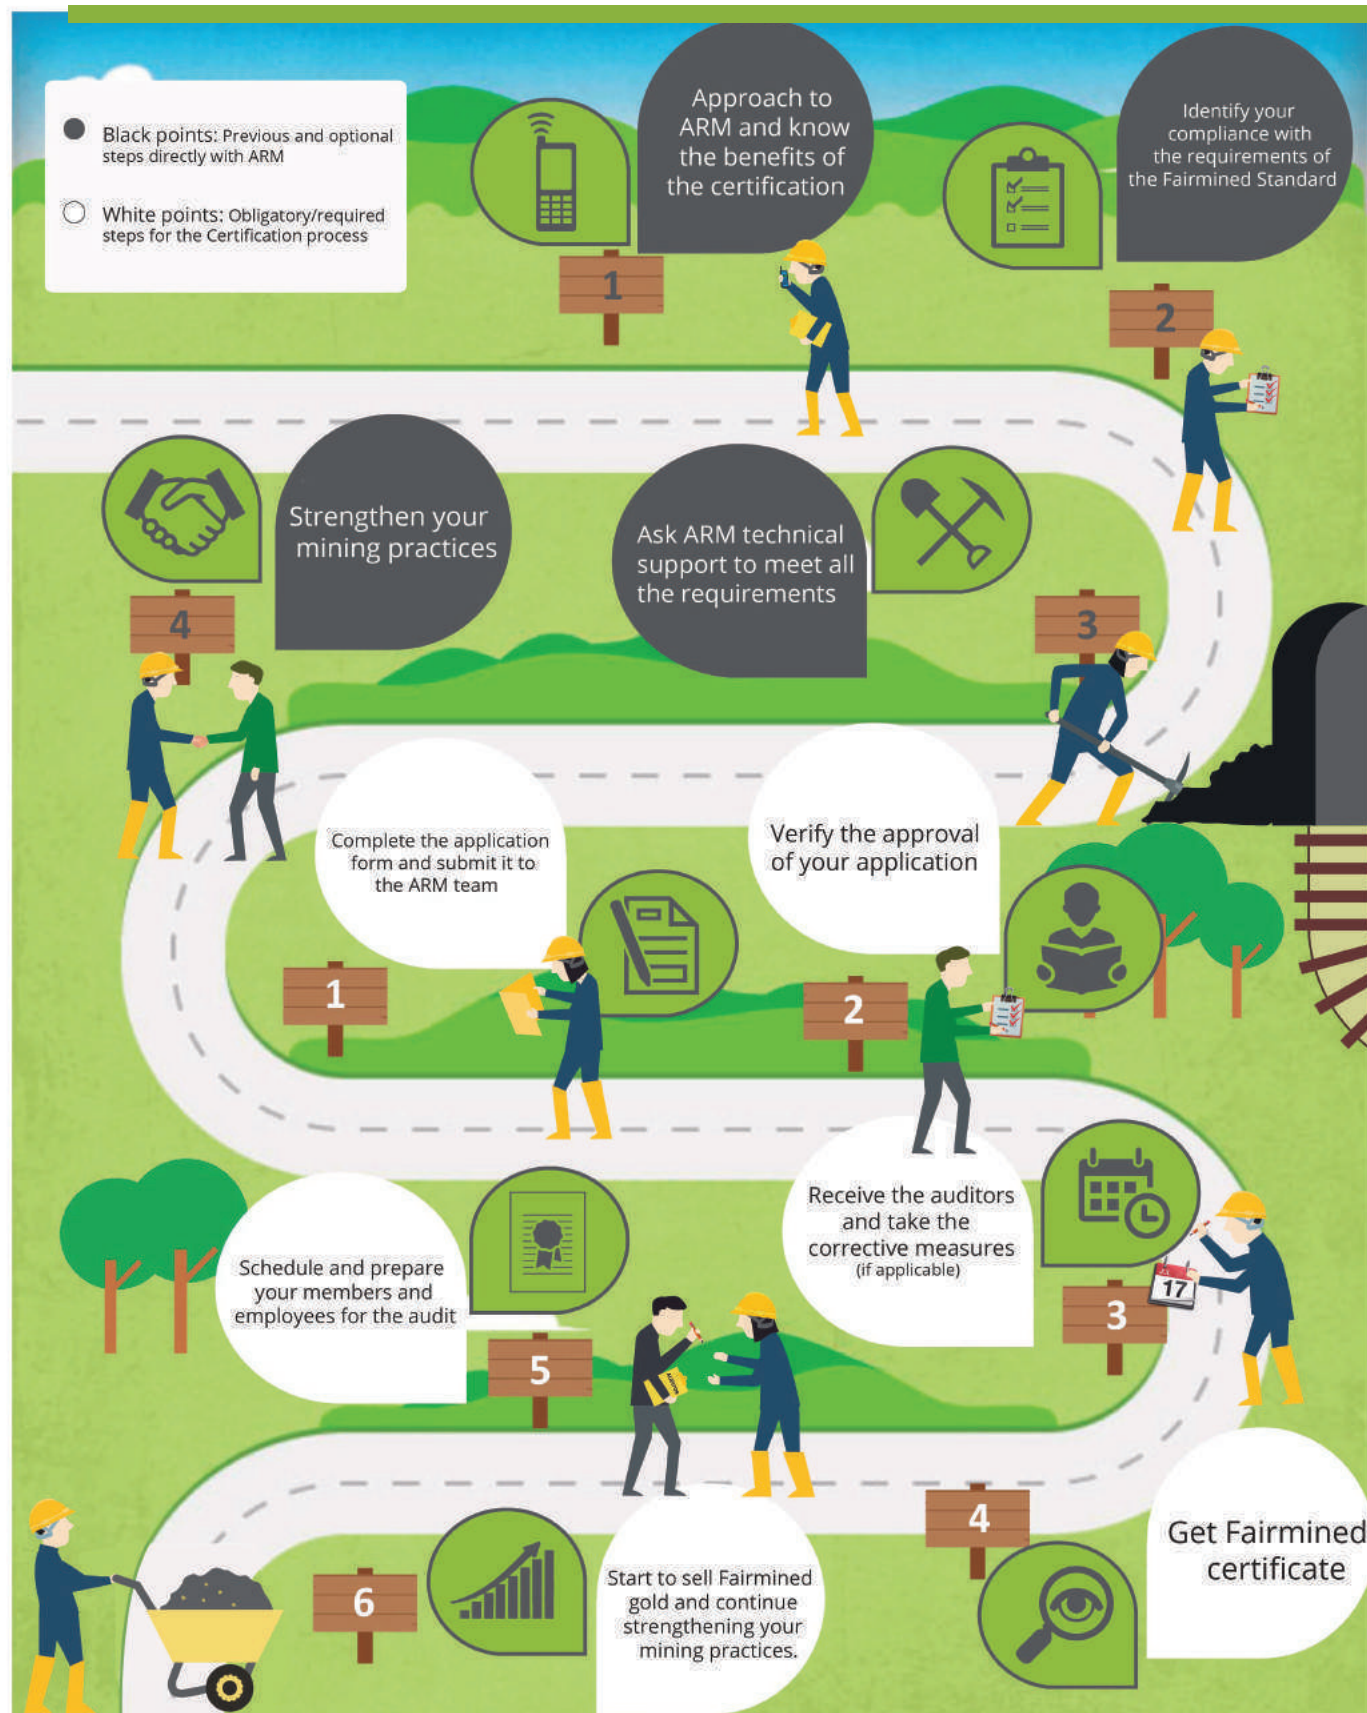 Black points: Previous and optional
steps directly with ARM
White points: Obligatory/required
steps for the Certification process
Approach to
ARM and know
the benefits of
the certification
1
Identify your
compliance with
the requirements of
the Fairmined Standard
2
Strengthen your
mining practices
4
Ask ARM technical
support to meet all
the requirements
3
Complete the application
form and submit it to
the ARM team
1
Verify the approval
of your application
2
Schedule and prepare
your members and
employees for the audit
5
Receive the auditors
and take the
corrective measures
(if applicable)
3
17
4
Get Fairmined
certificate
6
Start to sell Fairmined
gold and continue
strengthening your
mining practices.